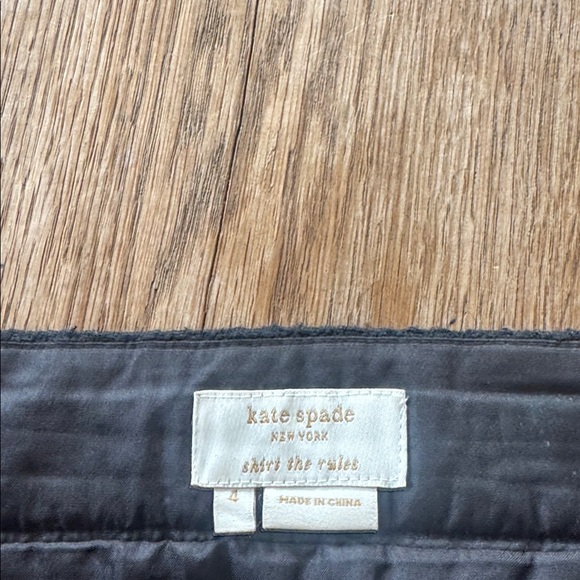 kate spade
NEW YORK
skirt the rules
4
MADE IN CHINA